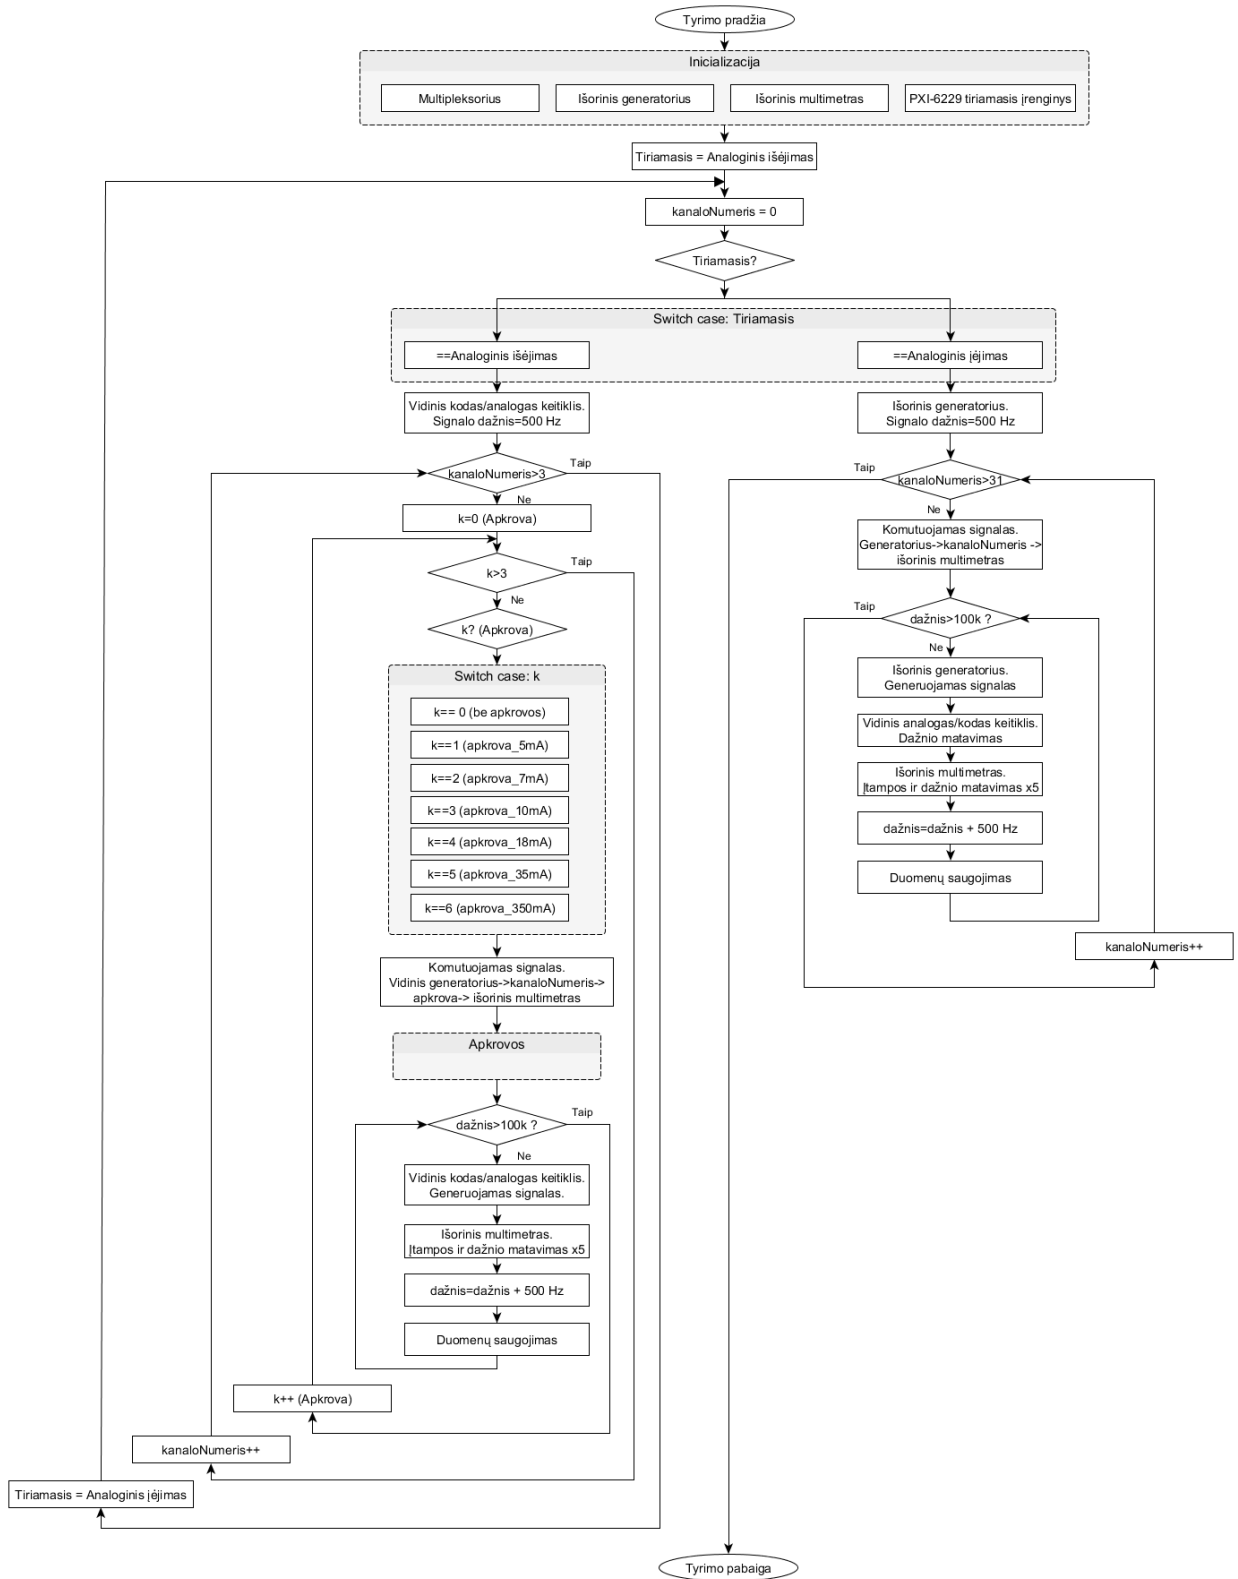 Tyrimo pradžia
Inicializacija
Multipleksorius
Išorinis generatorius
Išorinis multimetras
PXI-6229 tiriamasis įrenginys
Tiriamasis = Analoginis išėjimas
kanaloNumeris = 0
Tiriamasis?
Switch case: Tiriamasis
==Analoginis išėjimas
==Analoginis įėjimas
Vidinis kodas/analogas keitiklis.
Signalo dažnis=500 Hz
kanaloNumeris>3
Taip
Ne
k=0 (Apkrova)
k>3
Taip
Ne
k? (Apkrova)
Switch case: k
k== 0 (be apkrovos)
k==1 (apkrova_5mA)
k==2 (apkrova_7mA)
k==3 (apkrova_10mA)
k==4 (apkrova_18mA)
k==5 (apkrova_35mA)
k==6 (apkrova_350mA)
Komutuojamas signalas.
Vidinis generatorius->kanaloNumeris->
apkrova-> išorinis multimetras
Apkrovos
dažnis>100k ?
Taip
Ne
Vidinis kodas/analogas keitiklis.
Generuojamas signalas.
Išorinis multimetras.
Įtampos ir dažnio matavimas x5
dažnis=dažnis + 500 Hz
Duomenų saugojimas
k++ (Apkrova)
kanaloNumeris++
Tiriamasis = Analoginis įėjimas
Išorinis generatorius.
Signalo dažnis=500 Hz
Taip
kanaloNumeris>31
Ne
Komutuojamas signalas.
Generatorius->kanaloNumeris ->
išorinis multimetras
Taip
dažnis>100k ?
Ne
Išorinis generatorius.
Generuojamas signalas
Vidinis analogas/kodas keitiklis.
Dažnio matavimas
Išorinis multimetras.
Įtampos ir dažnio matavimas x5
dažnis=dažnis + 500 Hz
Duomenų saugojimas
kanaloNumeris++
Tyrimo pabaiga